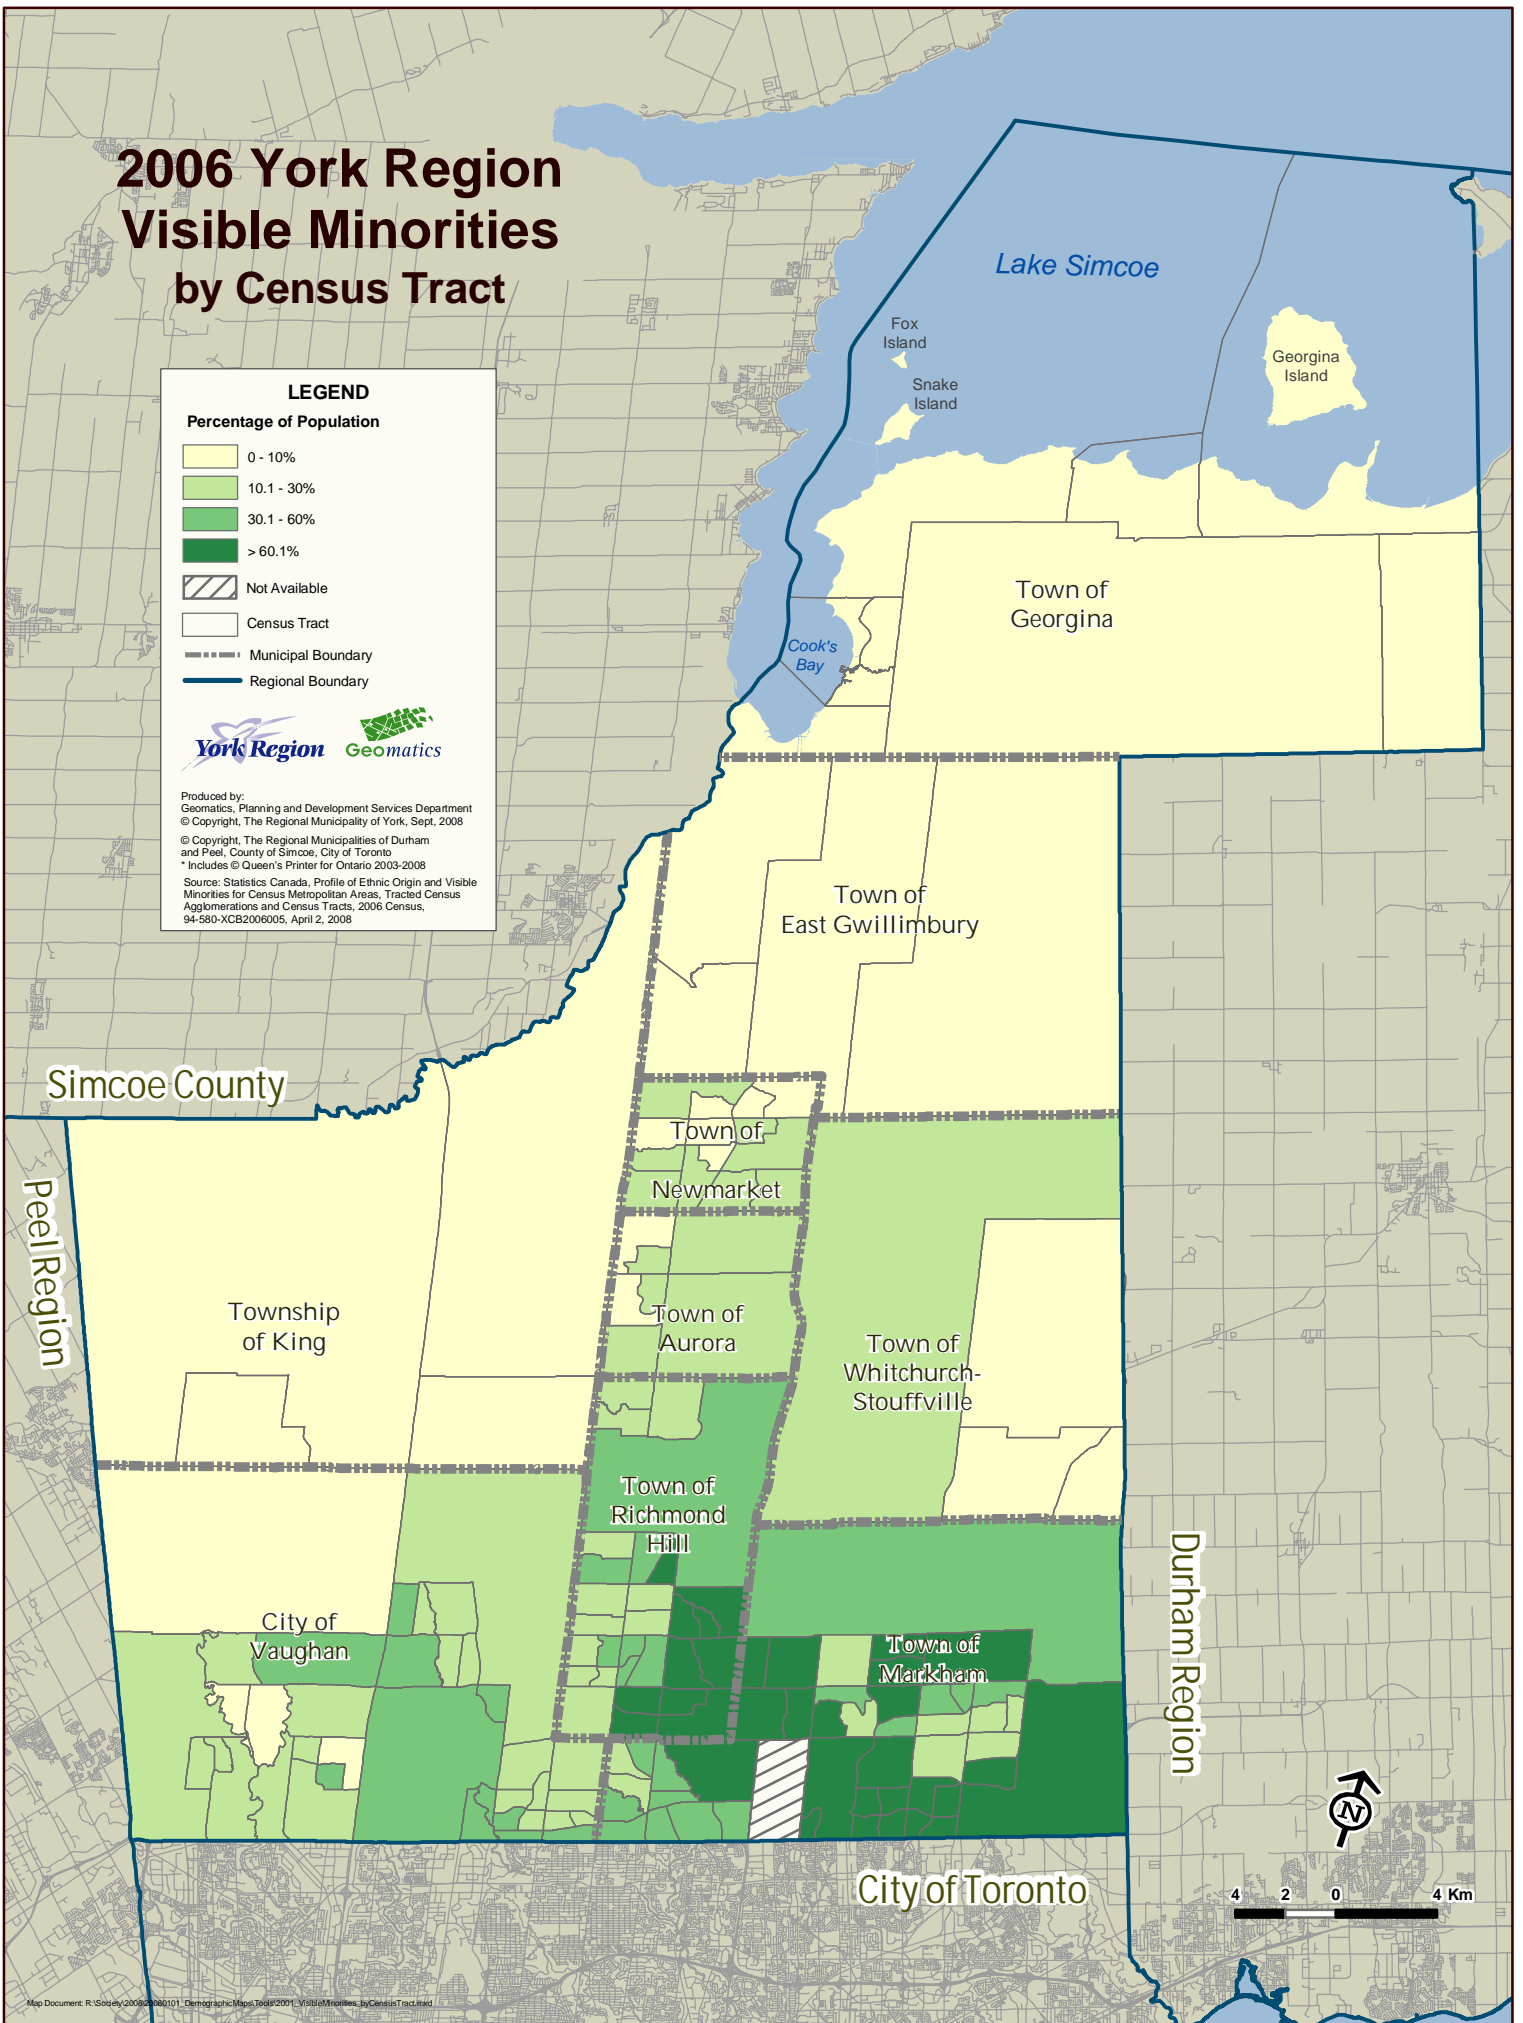 2006 York Region
Visible Minorities
by Census Tract
LEGEND
Percentage of Population
0 - 10%
10.1 - 30%
30.1 - 60%
> 60.1%
Not Available
Census Tract
Municipal Boundary
Regional Boundary
York Region
Geomatics
Produced by:
Geomatics, Planning and Development Services Department
© Copyright, The Regional Municipality of York, Sept, 2008
© Copyright, The Regional Municipalities of Durham
and Peel, County of Simcoe, City of Toronto
* Includes © Queen's Printer for Ontario 2003-2008
Source: Statistics Canada, Profile of Ethnic Origin and Visible
Minorities for Census Metropolitan Areas, Tracted Census
Agglomerations and Census Tracts, 2006 Census,
94-580-XCB2006005, April 2, 2008
Lake Simcoe
Fox
Island
Snake
Island
Georgina
Island
Cook's
Bay
Town of
Georgina
Town of
East Gwillimbury
Simcoe County
Peel Region
Town of
Newmarket
Township
of King
Town of
Aurora
Town of
Whitchurch-
Stouffville
Town of
Richmond
Hill
City of
Vaughan
Town of
Markham
Durham Region
City of Toronto
N
4 2 0 4 Km
Map Document: R:\Society\2008\20080101_DemographicMaps\Tools\2001_VisibleMinorities_byCensusTract.mxd